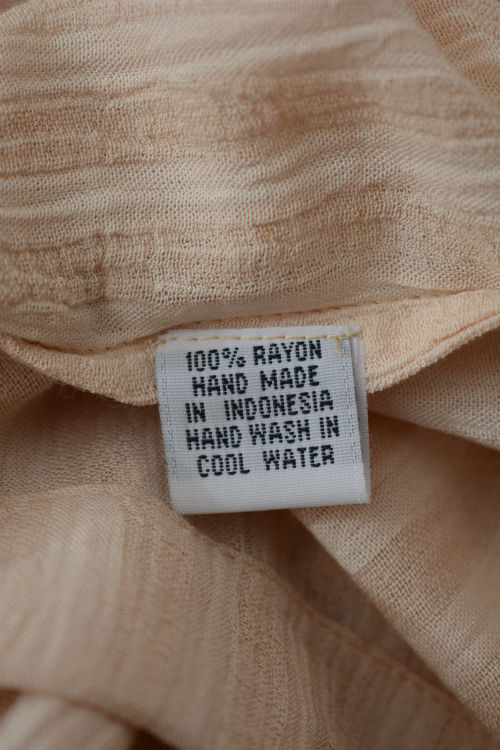 100% RAYON
HAND MADE
IN INDONESIA
HAND WASH IN
COOL WATER